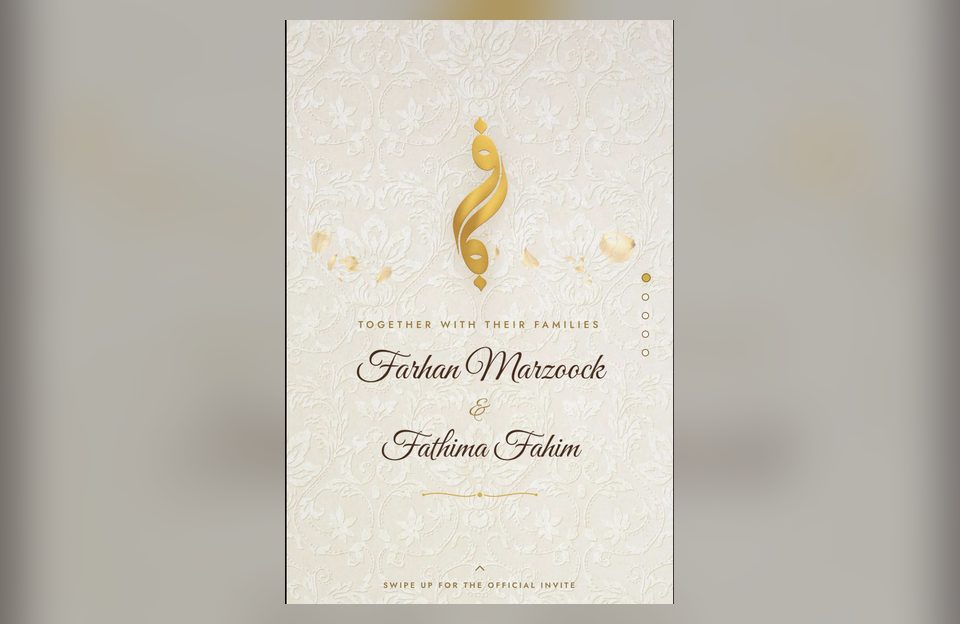 TOGETHER WITH THEIR FAMILIES
Farhan Marzoock
&
Fathima Fahim
SWIPE UP FOR THE OFFICIAL INVITE